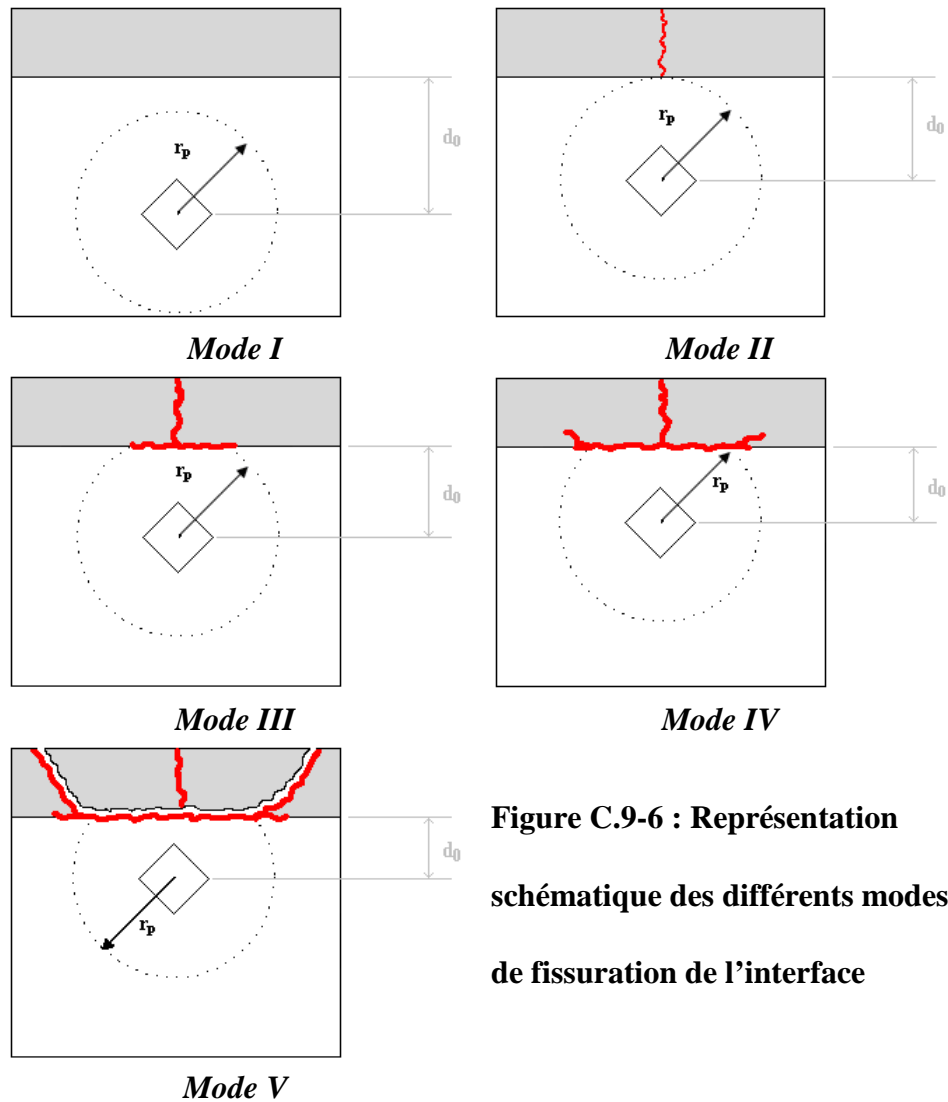 d₀
rₚ
Mode I
d₀
rₚ
Mode II
d₀
rₚ
Mode III
d₀
rₚ
Mode IV
d₀
rₚ
Mode V
Figure C.9-6 : Représentation
schématique des différents modes
de fissuration de l’interface